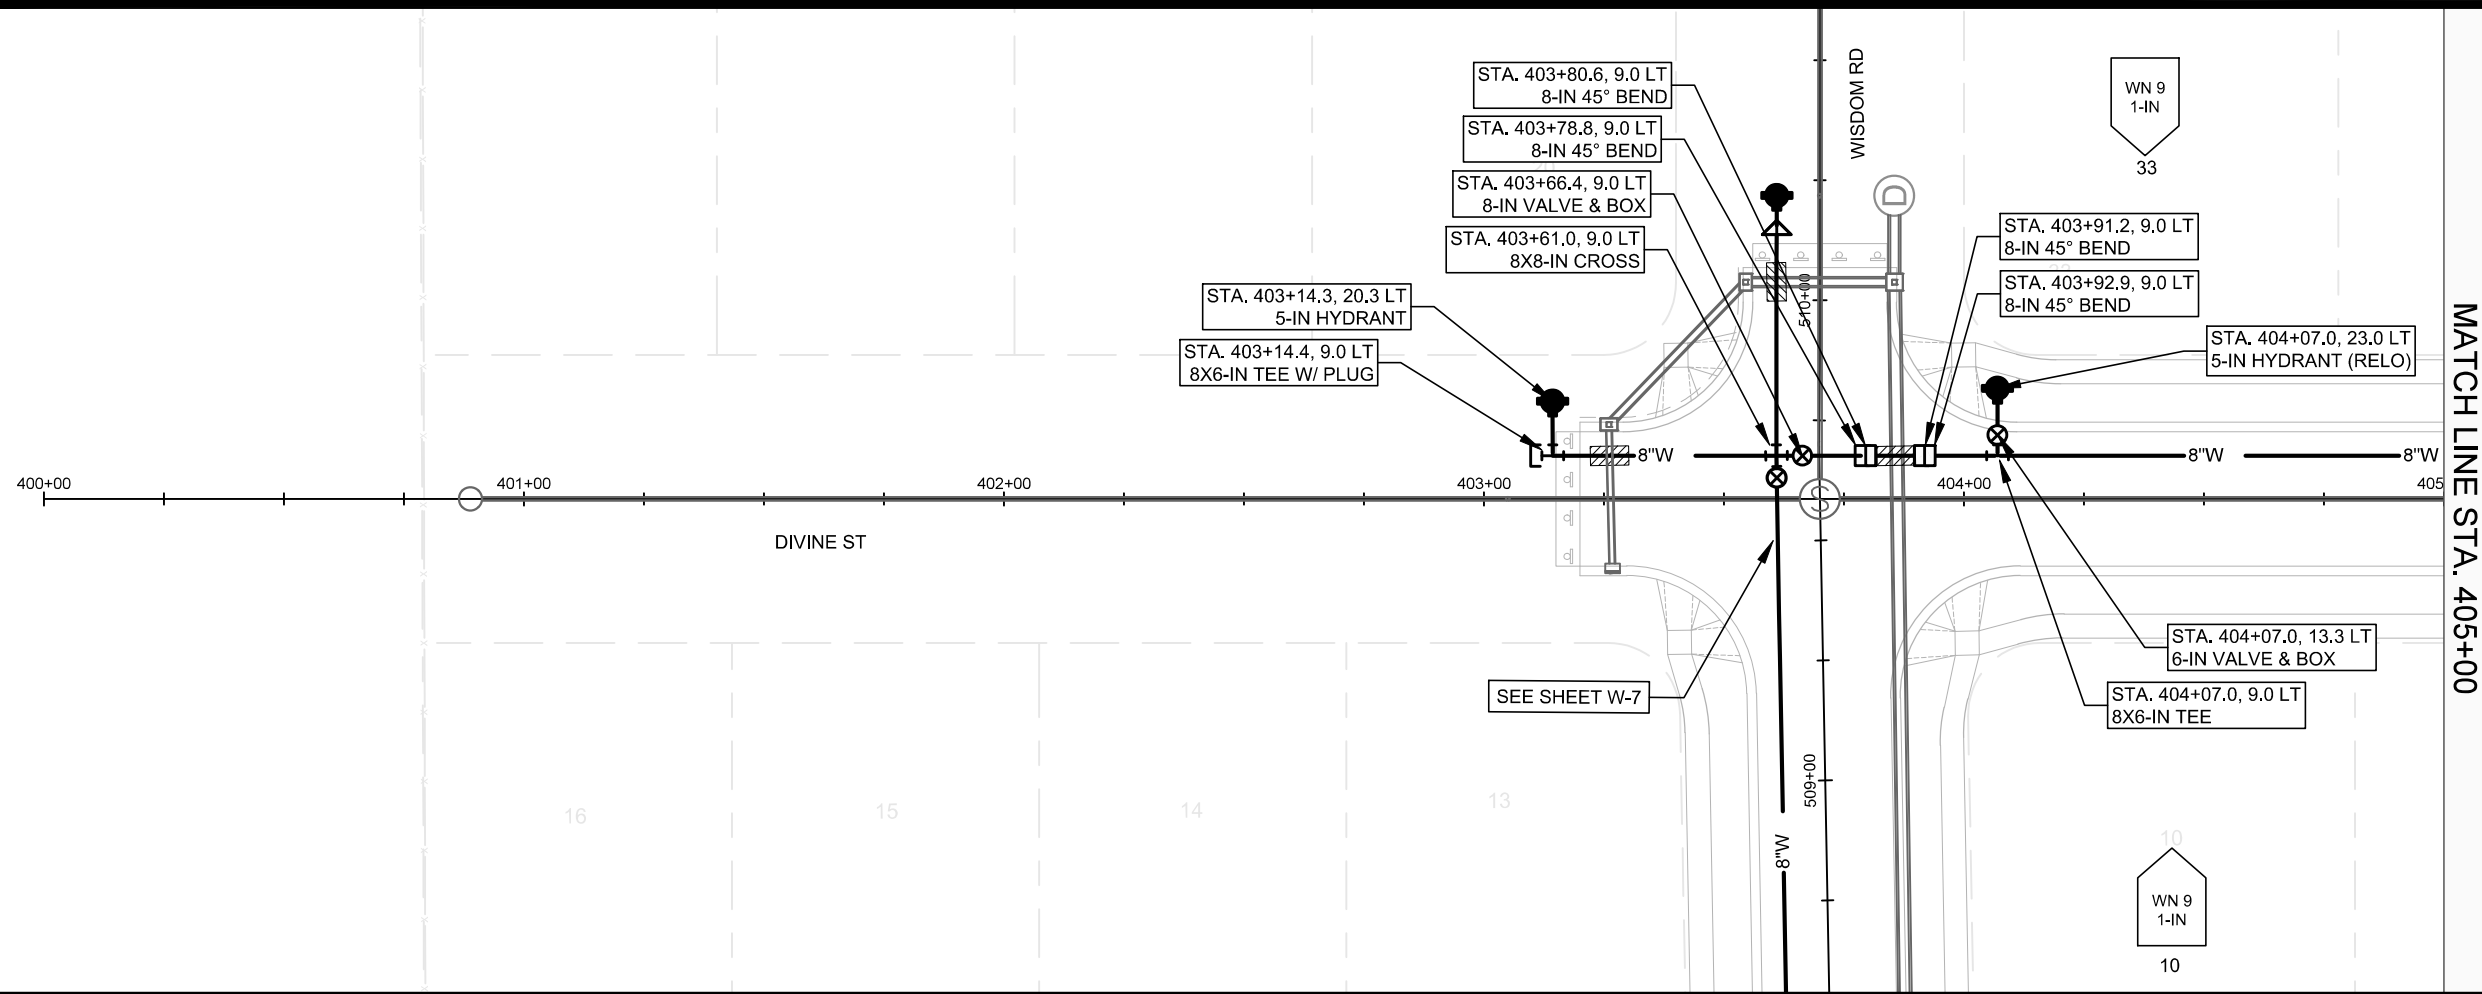 STA. 403+80.6, 9.0 LT
8-IN 45° BEND
STA. 403+78.8, 9.0 LT
8-IN 45° BEND
STA. 403+66.4, 9.0 LT
8-IN VALVE & BOX
STA. 403+61.0, 9.0 LT
8X8-IN CROSS
STA. 403+14.3, 20.3 LT
5-IN HYDRANT
STA. 403+14.4, 9.0 LT
8X6-IN TEE W/ PLUG
WISDOM RD
WN 9
1-IN
33
D
STA. 403+91.2, 9.0 LT
8-IN 45° BEND
STA. 403+92.9, 9.0 LT
8-IN 45° BEND
STA. 404+07.0, 23.0 LT
5-IN HYDRANT (RELO)
510+00
8"W
8"W
8"W
400+00
401+00
402+00
403+00
404+00
405
S
DIVINE ST
MATCH LINE STA. 405+00
STA. 404+07.0, 13.3 LT
6-IN VALVE & BOX
STA. 404+07.0, 9.0 LT
8X6-IN TEE
SEE SHEET W-7
509+00
8"W
16
15
14
13
10
WN 9
1-IN
10